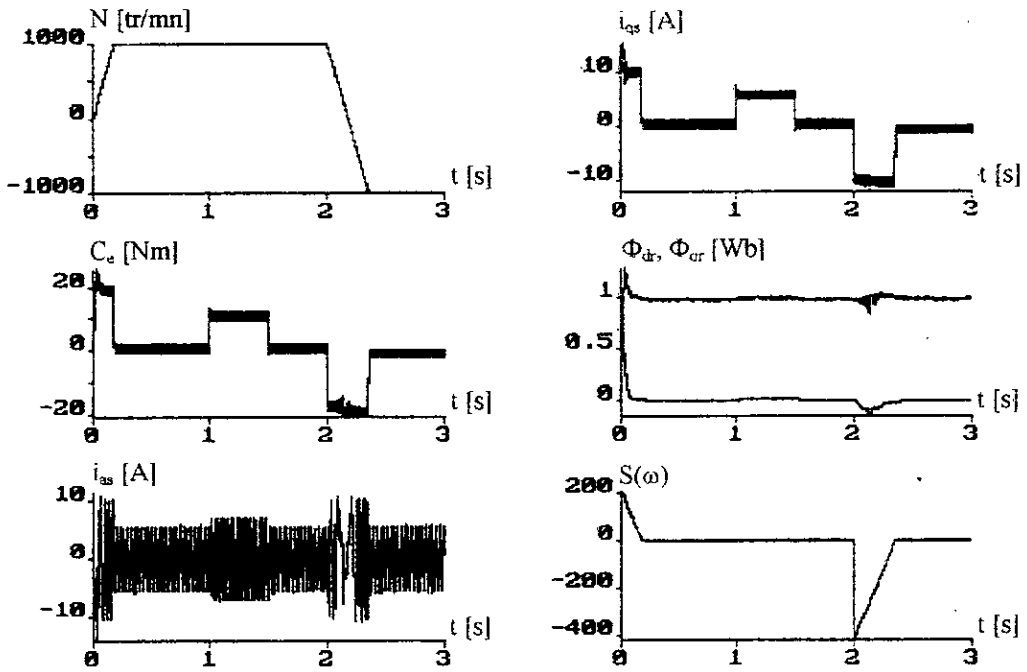 N [tr/mn]
1000
0
-1000
0 1 2 3
t [s]
i_qs [A]
10
0
-10
0 1 2 3
t [s]
C_e [Nm]
20
0
-20
0 1 2 3
t [s]
Φ_dr, Φ_qr [Wb]
1
0.5
0
0 1 2 3
t [s]
i_as [A]
10
0
-10
0 1 2 3
t [s]
S(ω)
200
0
-200
-400
0 1 2 3
t [s]